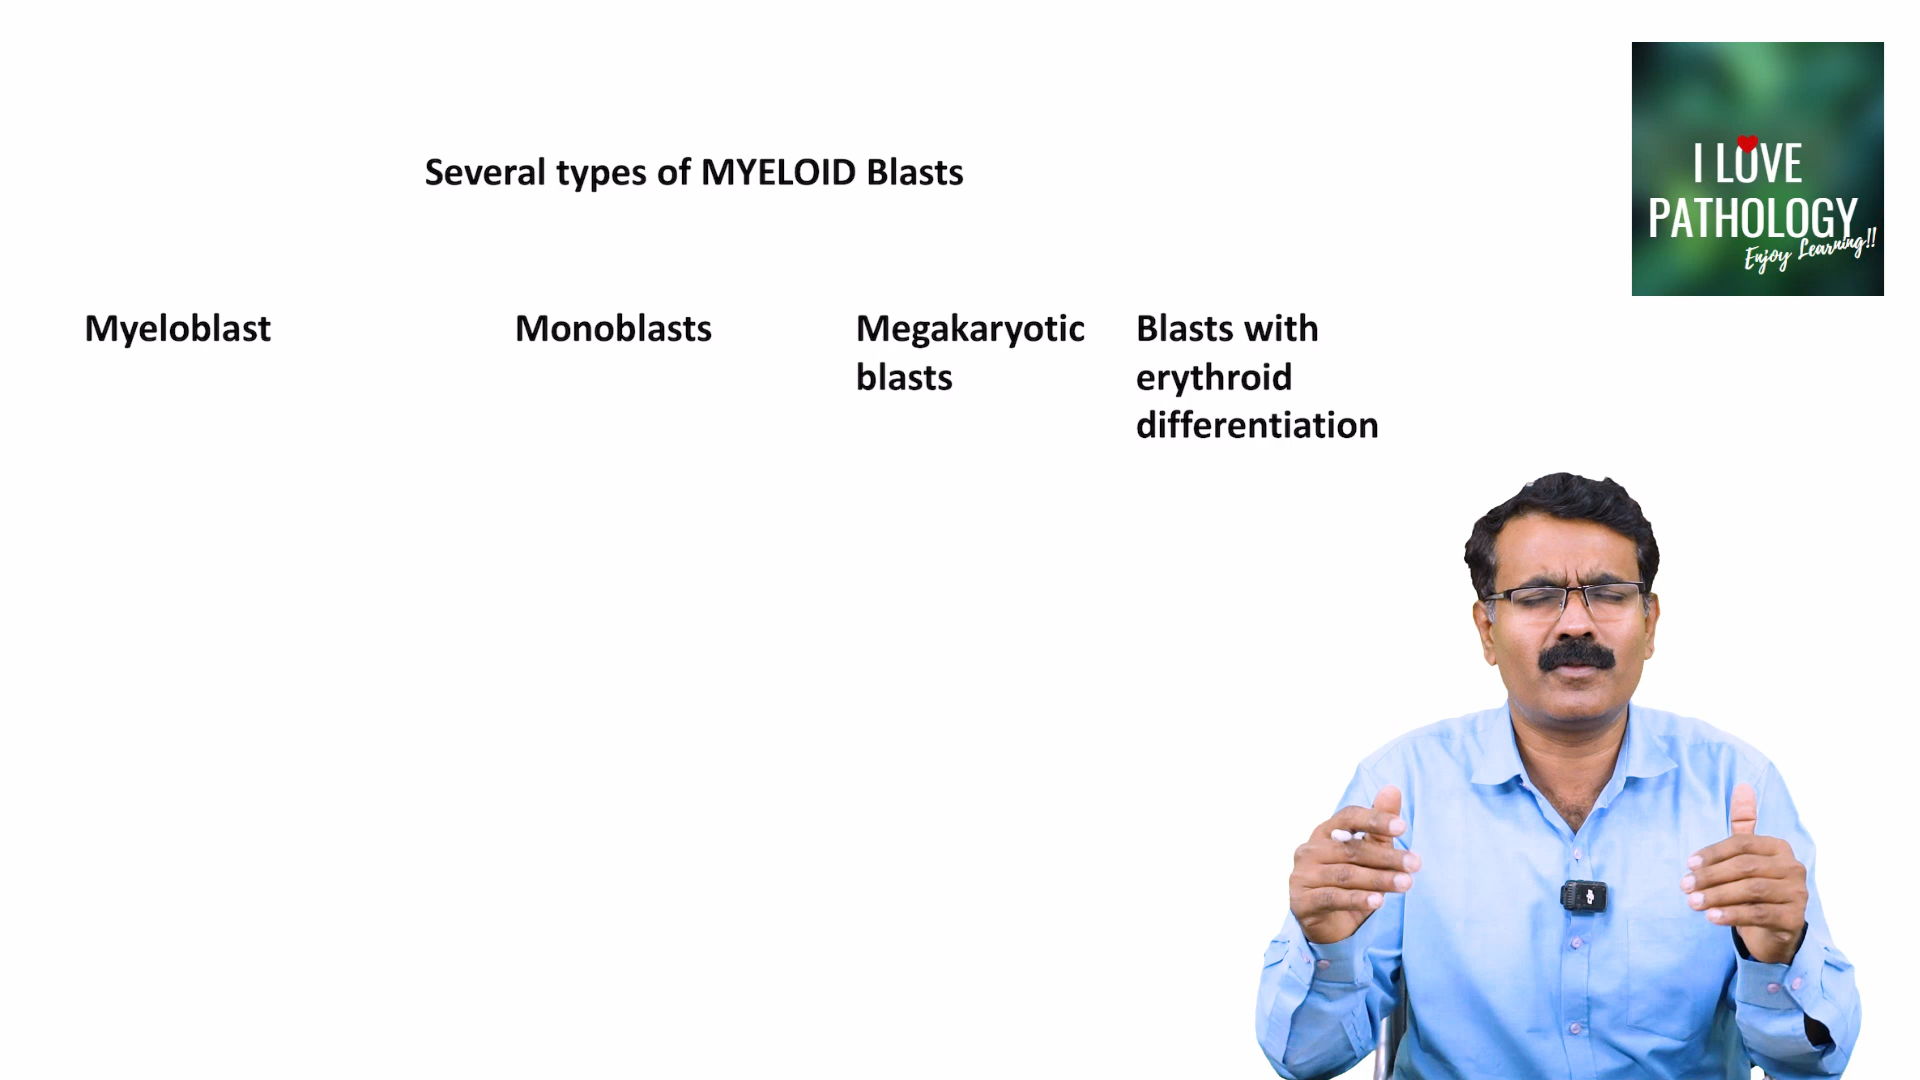 Several types of MYELOID Blasts
I LOVE
PATHOLOGY
Enjoy Learning!!
Myeloblast
Monoblasts
Megakaryotic
blasts
Blasts with
erythroid
differentiation